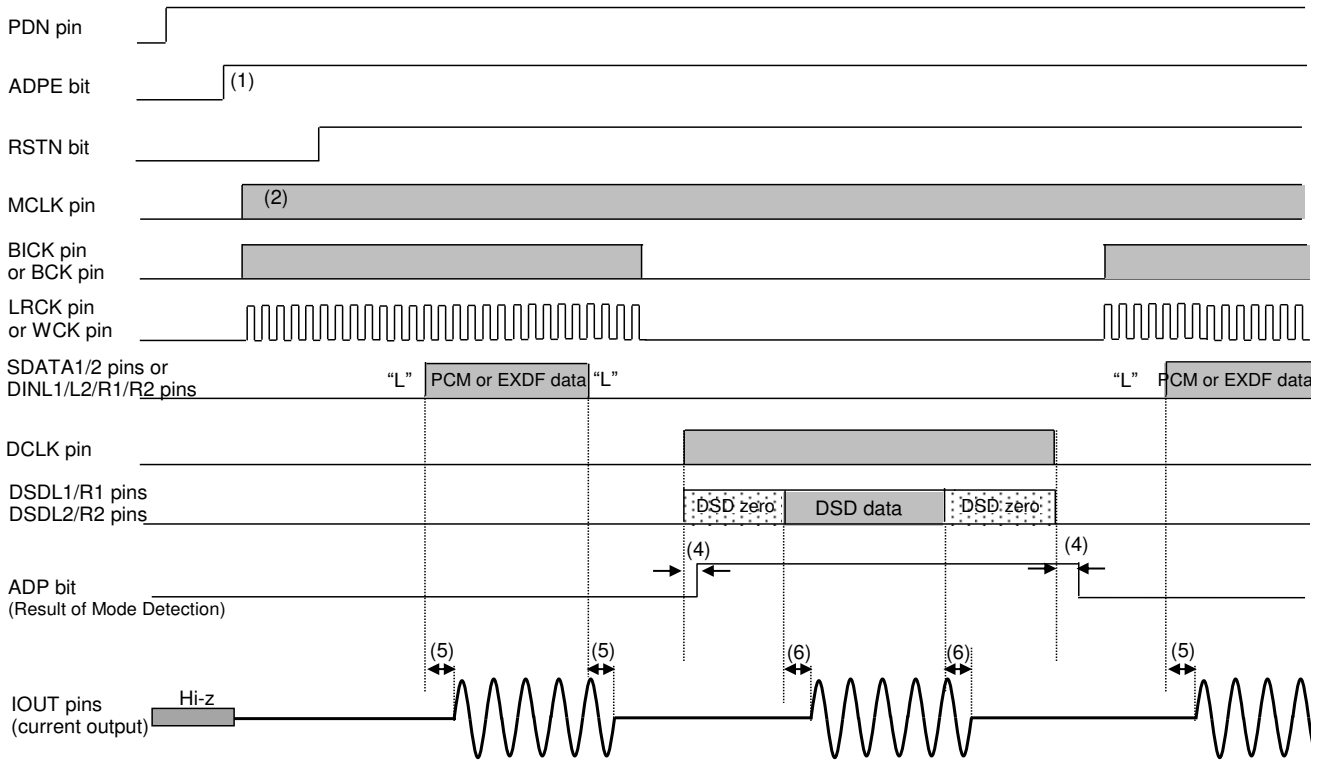 PDN pin
ADPE bit
(1)
RSTN bit
MCLK pin
(2)
BICK pin
or BCK pin
LRCK pin
or WCK pin
SDATA1/2 pins or
DINL1/L2/R1/R2 pins
“L”
PCM or EXDF data
“L”
“L”
PCM or EXDF data
DCLK pin
DSDL1/R1 pins
DSDL2/R2 pins
DSD zero
DSD data
DSD zero
(4)
(4)
ADP bit
(Result of Mode Detection)
(5)
(5)
(6)
(6)
(5)
IOUT pins
(current output)
Hi-z